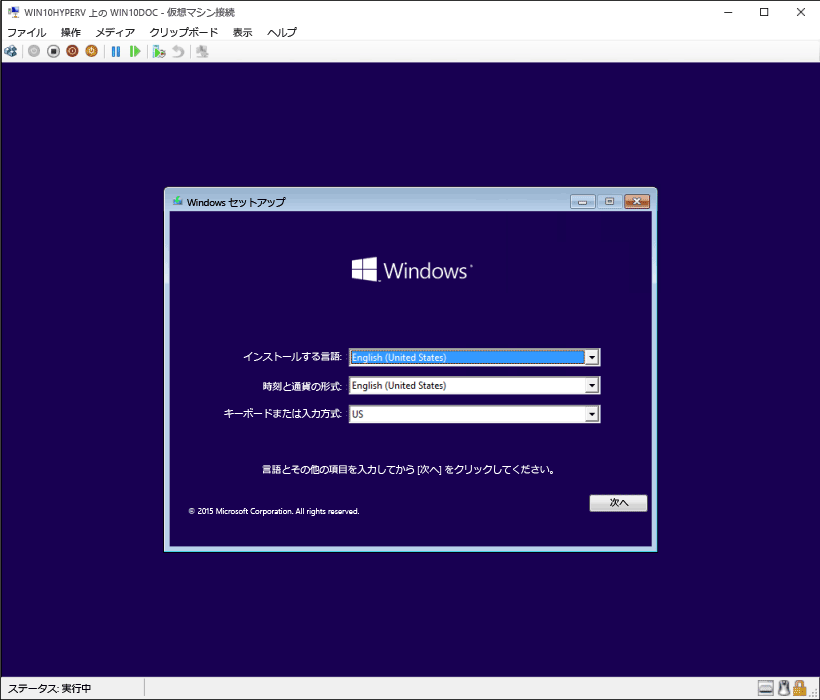 WIN10HYPERV 上の WIN10DOC - 仮想マシン接続
ファイル 操作 メディア クリップボード 表示 ヘルプ
Windows セットアップ
Windows
インストールする言語: English (United States)
時刻と通貨の形式: English (United States)
キーボードまたは入力方式: US
言語とその他の項目を入力してから [次へ] をクリックしてください。
次へ
© 2015 Microsoft Corporation. All rights reserved.
ステータス: 実行中